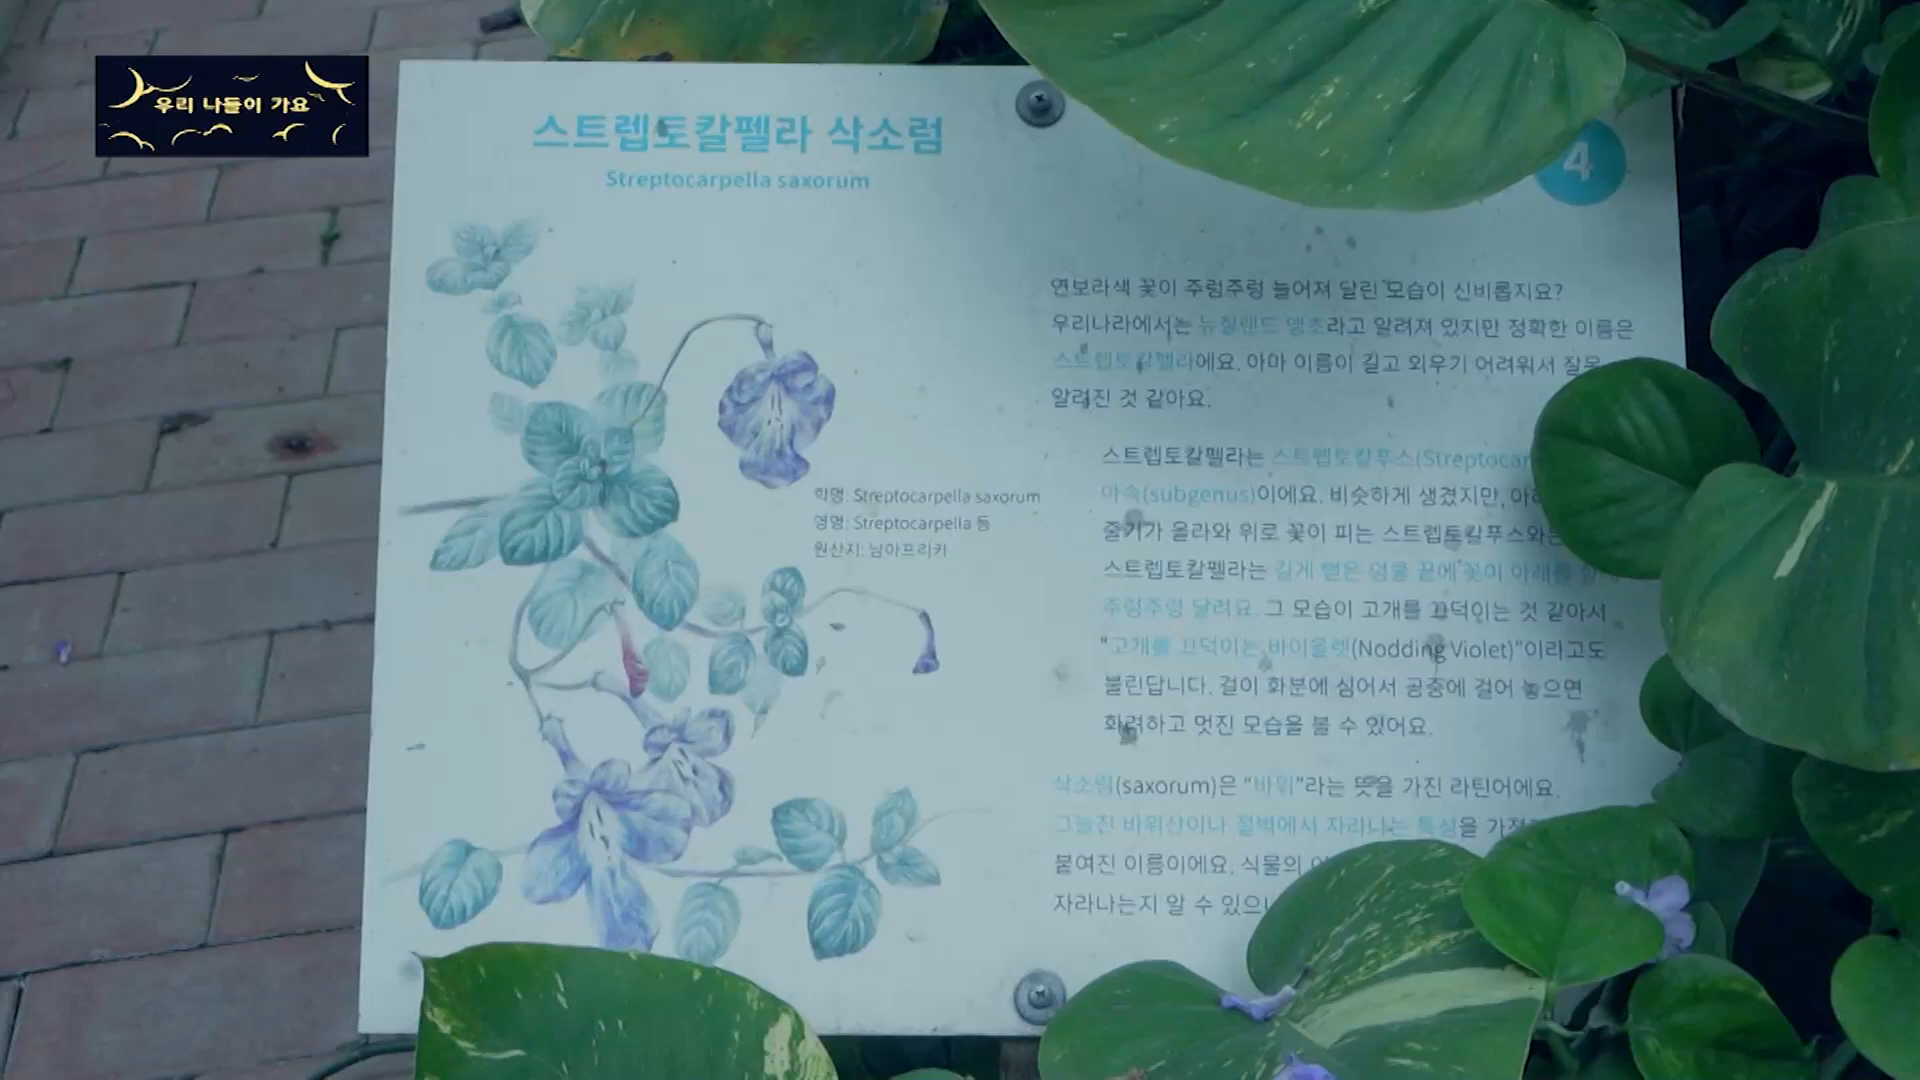 우리 나들이 가요
스트렙토칼펠라 삭소럼
Streptocarpella saxorum
4
학명: Streptocarpella saxorum
영명: Streptocarpella 등
원산지: 남아프리카
연보라색 꽃이 주렁주렁 늘어져 달린 모습이 신비롭지요?
우리나라에서는 뉴질랜드 앵초라고 알려져 있지만 정확한 이름은
스트렙토칼펠라에요. 아마 이름이 길고 외우기 어려워서 잘못
알려진 것 같아요.
스트렙토칼펠라는 스트렙토칼푸스(Streptocar
아속(subgenus)이에요. 비슷하게 생겼지만,
줄기가 올라와 위로 꽃이 피는 스트렙토칼푸스와는
스트렙토칼펠라는 길게 뻗은 덩굴 끝에 꽃이 아래를
주렁주렁 달려요. 그 모습이 고개를 끄덕이는 것 같아서
"고개를 끄덕이는 바이올렛(Nodding Violet)"이라고도
불린답니다. 걸이 화분에 심어서 공중에 걸어 놓으면
화려하고 멋진 모습을 볼 수 있어요.
삭소럼(saxorum)은 "바위"라는 뜻을 가진 라틴어에요.
그늘진 바위산이나 절벽에서 자라나는 특성을
붙여진 이름이에요. 식물의
자라나는지 알 수 있으